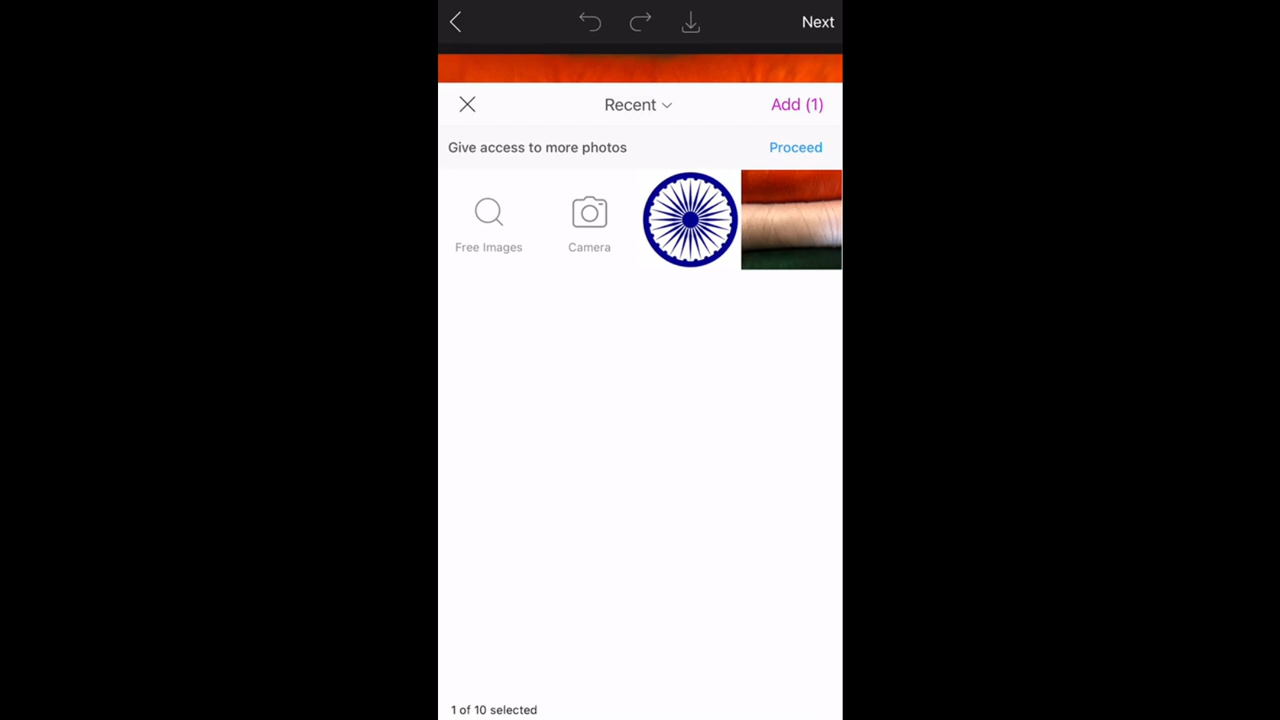 Next
Recent
Add (1)
Give access to more photos
Proceed
Free Images
Camera
1 of 10 selected